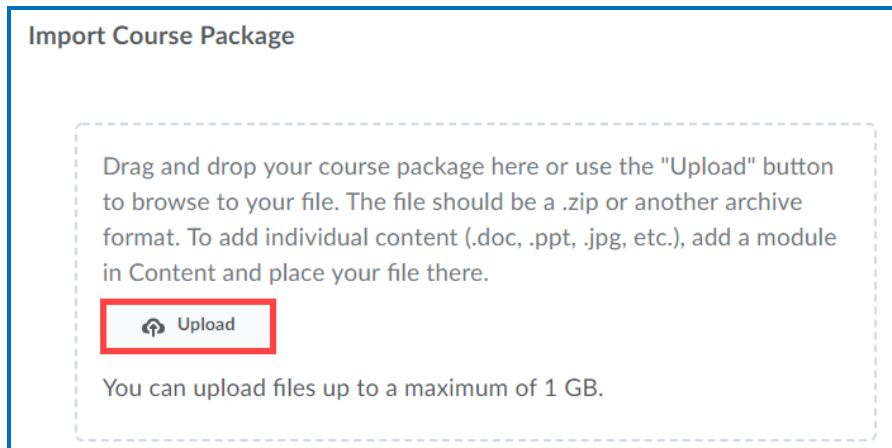 Import Course Package
Drag and drop your course package here or use the "Upload" button
to browse to your file. The file should be a .zip or another archive
format. To add individual content (.doc, .ppt, .jpg, etc.), add a module
in Content and place your file there.
Upload
You can upload files up to a maximum of 1 GB.